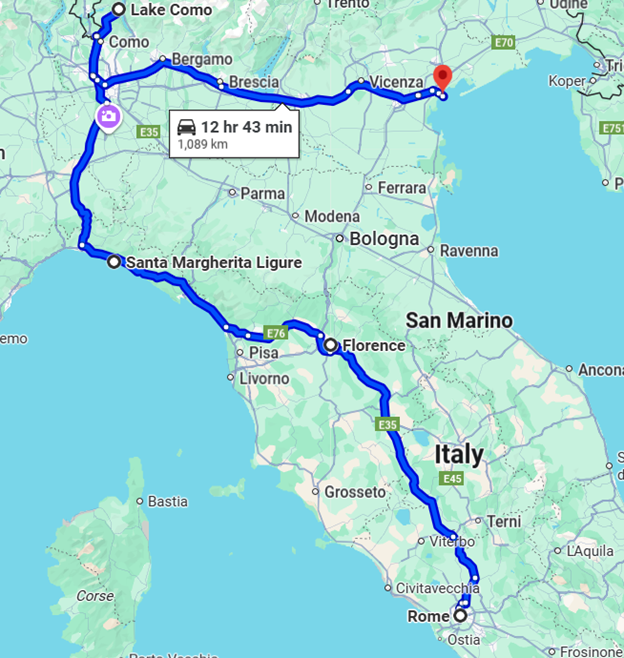 Lake Como
Trento
Udine
Como
E70
Bergamo
Brescia
Vicenza
Koper
E35
12 hr 43 min
1,089 km
E751
Parma
Ferrara
Modena
Bologna
Ravenna
Santa Margherita Ligure
San Marino
E76
Florence
Pisa
Livorno
Ancona
E35
Italy
E45
Grosseto
Bastia
Terni
Viterbo
L'Aquila
Corse
Civitavecchia
Rome
Ostia
Frosinone